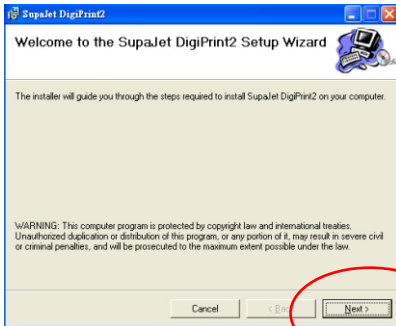 SupaJet DigiPrint2
Welcome to the SupaJet DigiPrint2 Setup Wizard
The installer will guide you through the steps required to install SupaJet DigiPrint2 on your computer.
WARNING: This computer program is protected by copyright law and international treaties.
Unauthorized duplication or distribution of this program, or any portion of it, may result in severe civil
or criminal penalties, and will be prosecuted to the maximum extent possible under the law.
Cancel
< Back
Next >